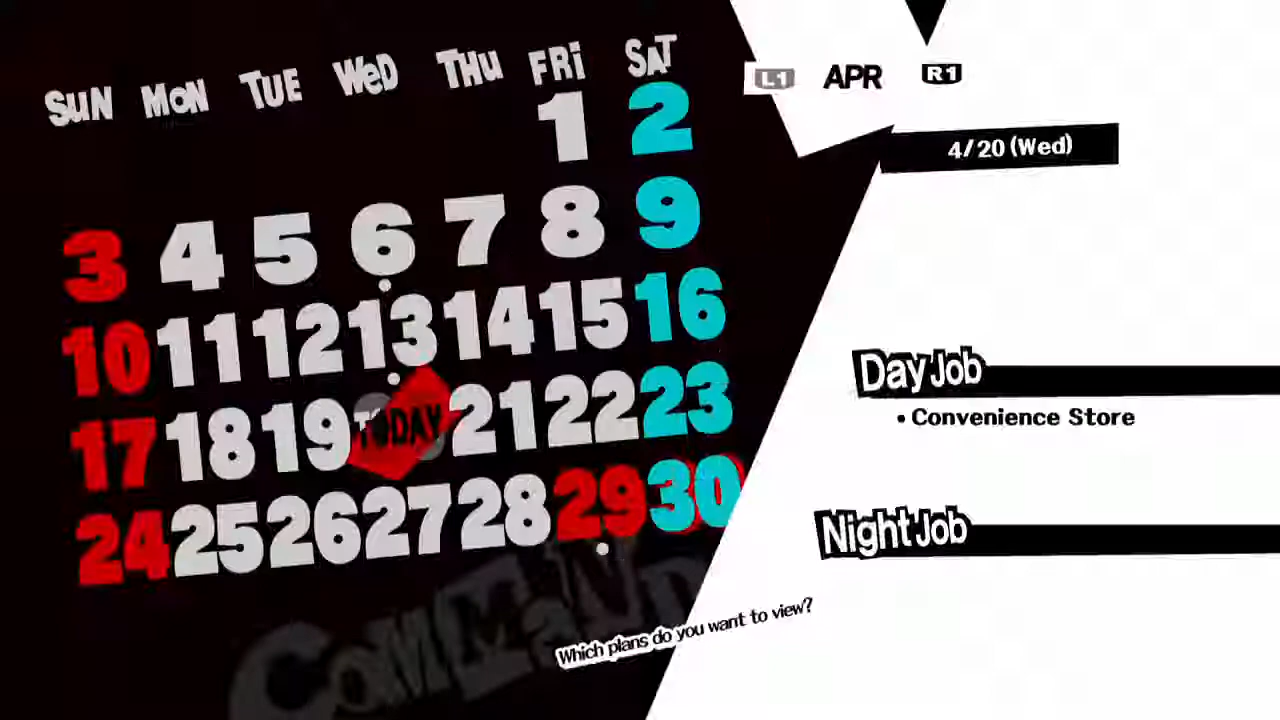 SUN MON TUE WED THU FRi SAT
1 2
3 4 5 6 7 8 9
10 11 12 13 14 15 16
17 18 19 TODAY 21 22 23
24 25 26 27 28 29 30
COMMAND
Which plans do you want to view?
L1 APR R1
4/20 (Wed)
Day Job
• Convenience Store
Night Job